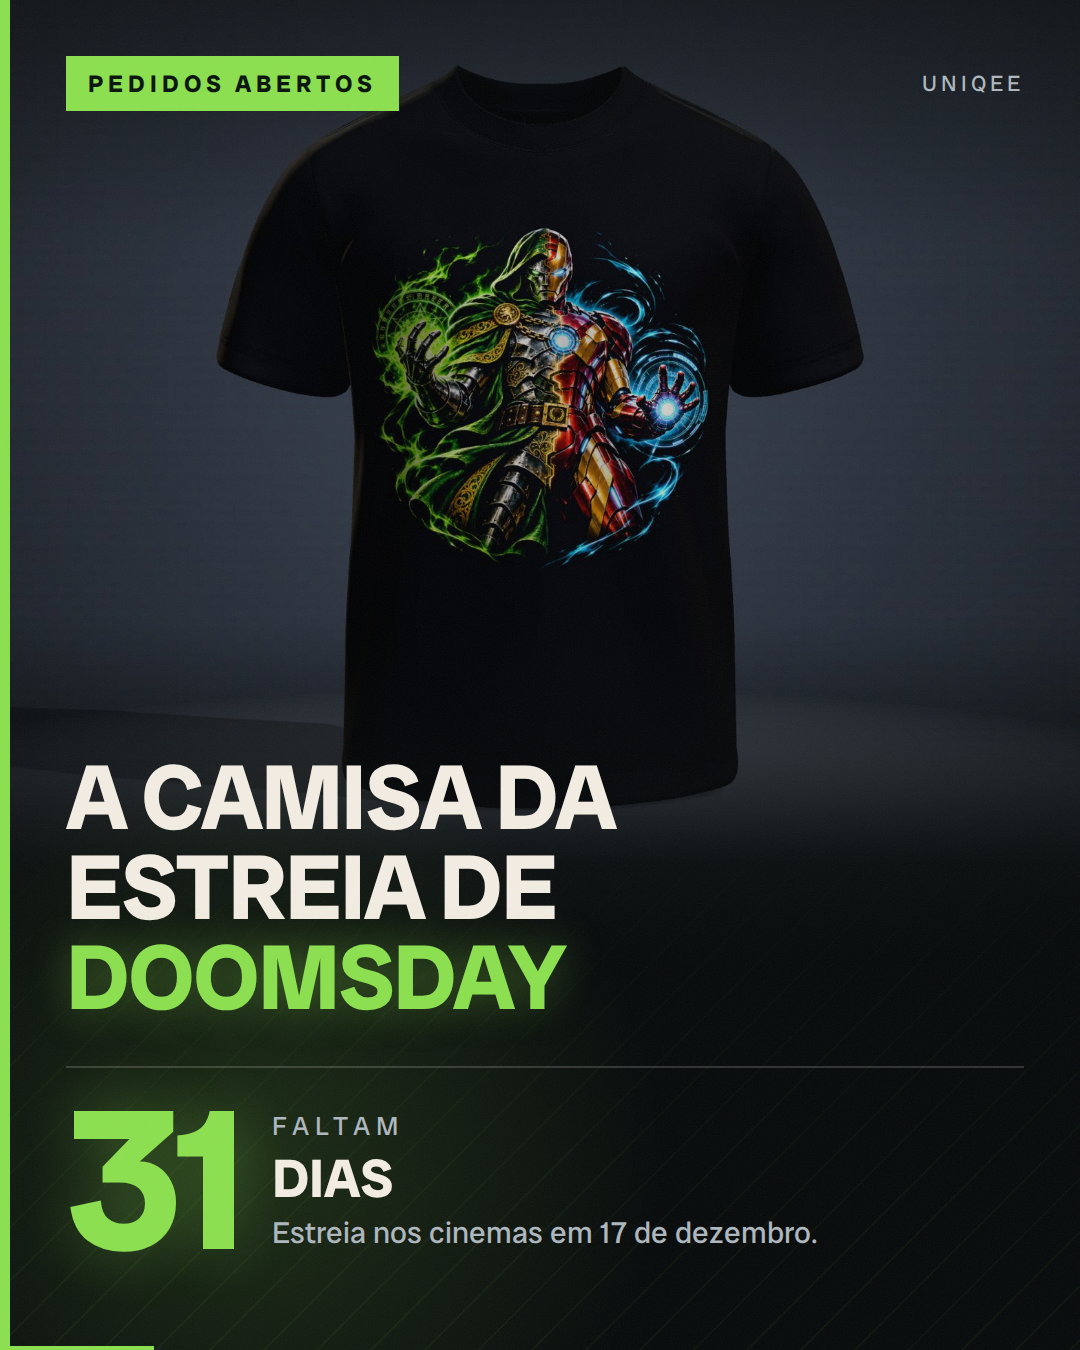 PEDIDOS ABERTOS
UNIQEE
A CAMISA DA
ESTREIA DE
DOOMSDAY
31
FALTAM
DIAS
Estreia nos cinemas em 17 de dezembro.